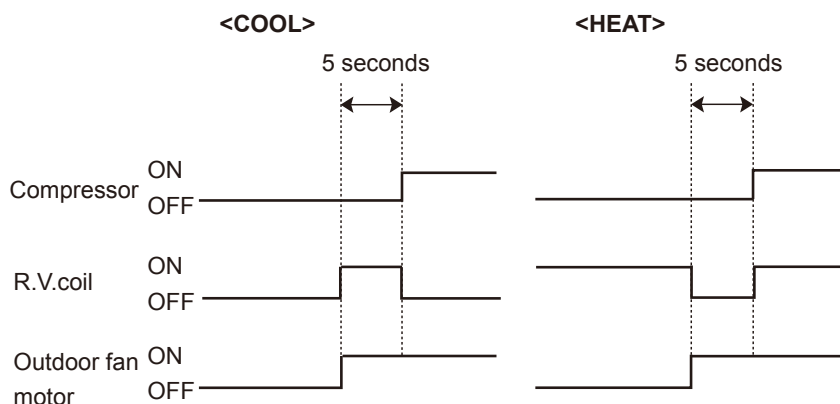 <COOL> <HEAT>
5 seconds 5 seconds
ON
Compressor
OFF
ON
R.V.coil
OFF
Outdoor fan ON
motor OFF